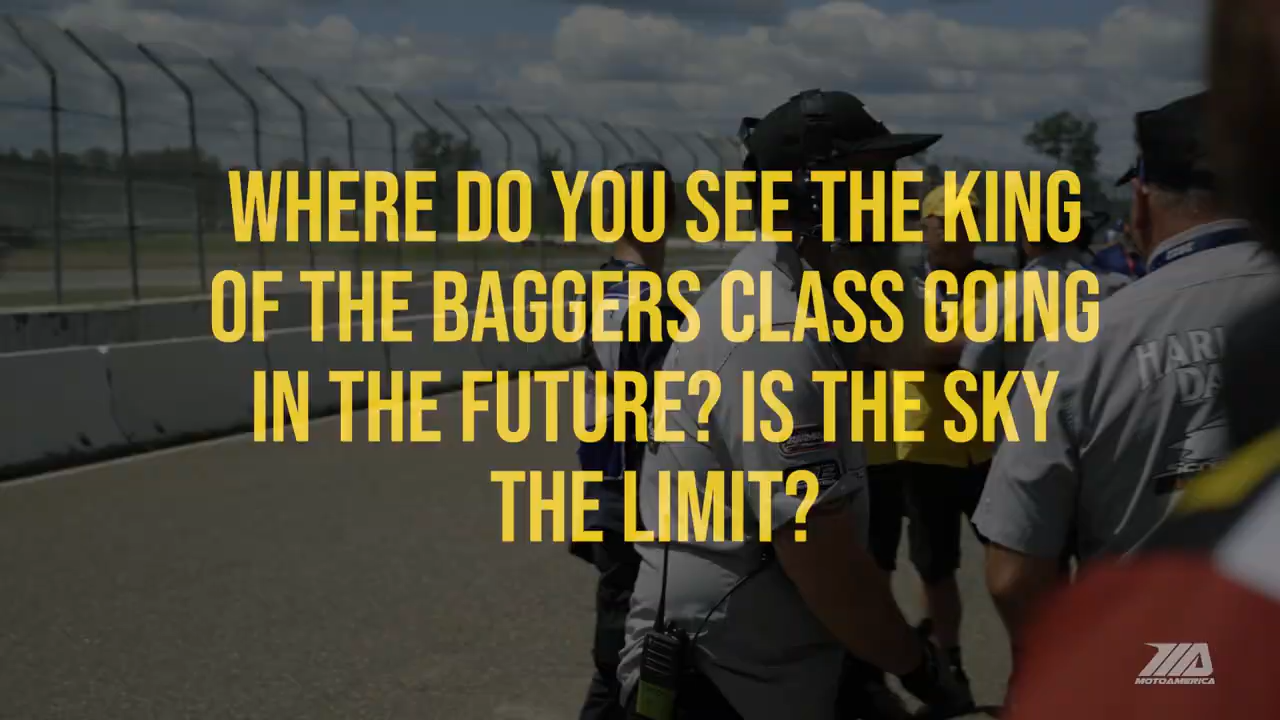 WHERE DO YOU SEE THE KING
OF THE BAGGERS CLASS GOING
IN THE FUTURE? IS THE SKY
THE LIMIT?
MOTOAMERICA